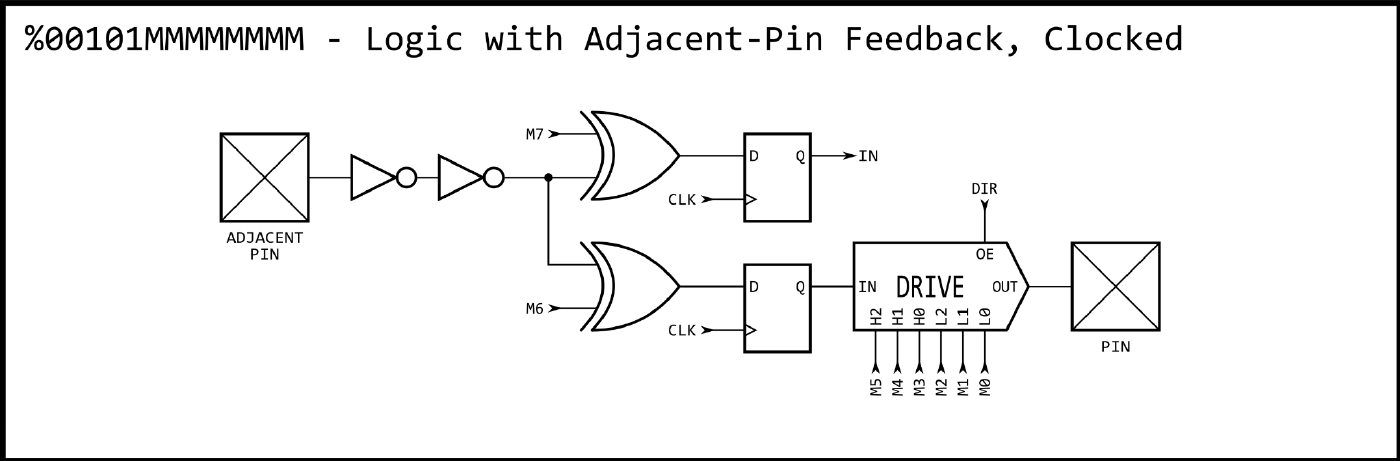 %00101MMMMMMMM - Logic with Adjacent-Pin Feedback, Clocked
M7
D Q
IN
CLK
ADJACENT
PIN
DIR
OE
D Q
IN DRIVE OUT
M6
CLK
H2 H1 H0 L2 L1 L0
PIN
M5 M4 M3 M2 M1 M0